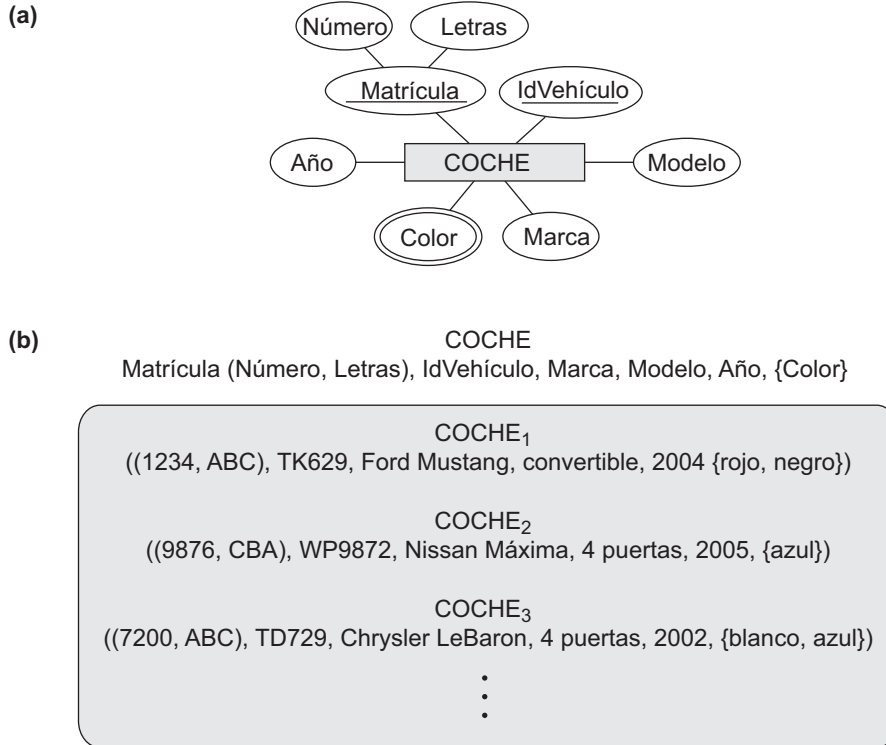 (a)
Número
Letras
Matrícula
IdVehículo
Año
COCHE
Modelo
Color
Marca
(b)
COCHE
Matrícula (Número, Letras), IdVehículo, Marca, Modelo, Año, {Color}
COCHE₁
((1234, ABC), TK629, Ford Mustang, convertible, 2004 {rojo, negro})
COCHE₂
((9876, CBA), WP9872, Nissan Máxima, 4 puertas, 2005, {azul})
COCHE₃
((7200, ABC), TD729, Chrysler LeBaron, 4 puertas, 2002, {blanco, azul})